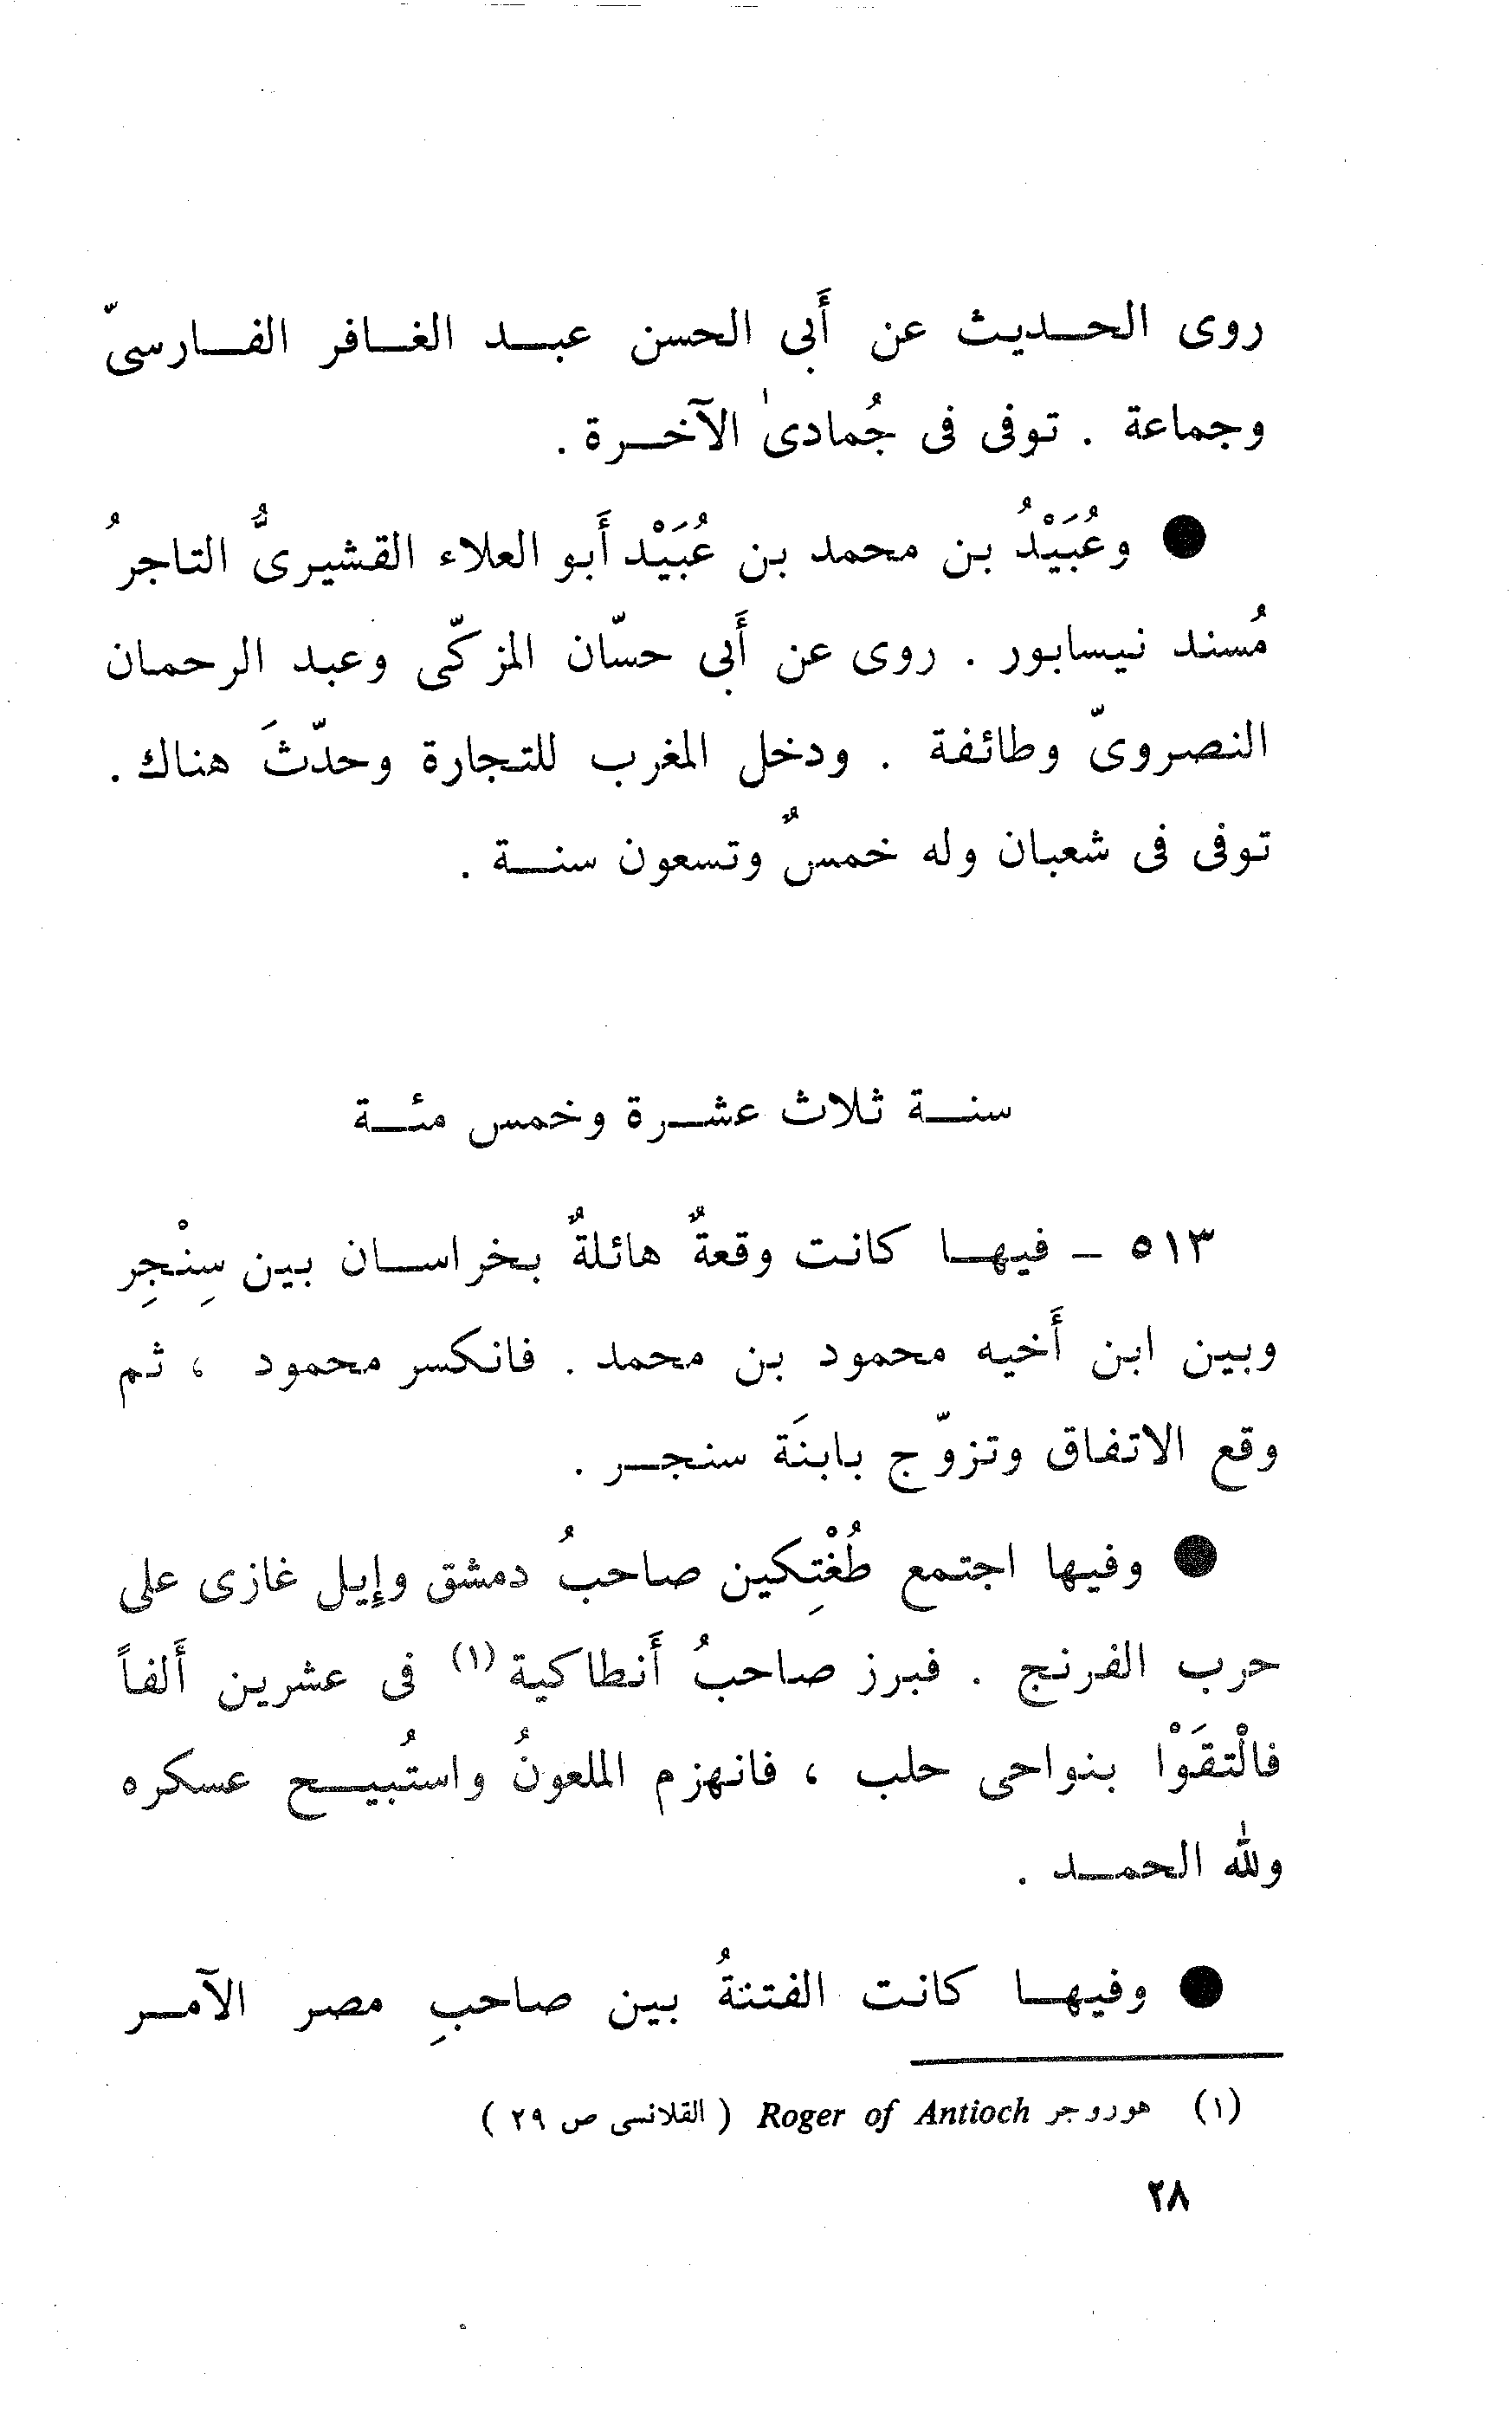 روى الحديث عن أَبى الحسن عبد الغافر الفارسىّ
وجماعة . توفى فى جُمادىٰ الآخرة .
● وعُبَيْدُ بن محمد بن عُبَيْد أَبو العلاء القشيرىُّ التاجرُ
مُسند نيسابور . روى عن أَبى حسّان المزكّى وعبد الرحمان
النصروىّ وطائفة . ودخل المغرب للتجارة وحدّثَ هناك .
توفى فى شعبان وله خمسٌ وتسعون سنة .
سنة ثلاث عشرة وخمس مئة
٥١٣ – فيها كانت وقعةٌ هائلةٌ بخراسان بين سِنْجِر
وبين ابن أَخيه محمود بن محمد . فانكسر محمود ، ثم
وقع الاتفاق وتزوّج بابنَة سنجر .
● وفيها اجتمع طُغْتِكين صاحبُ دمشق وإيل غازى على
حرب الفرنج . فبرز صاحبُ أَنطاكية (١) فى عشرين أَلفاً
فالْتقَوْا بنواحى حلب ، فانهزم الملعونُ واستُبيح عسكره
ولله الحمد .
● وفيها كانت الفتنةُ بين صاحبِ مصر الآمر
(١) هوروجر Roger of Antioch ( القلانسى ص ٢٩ )
٢٨